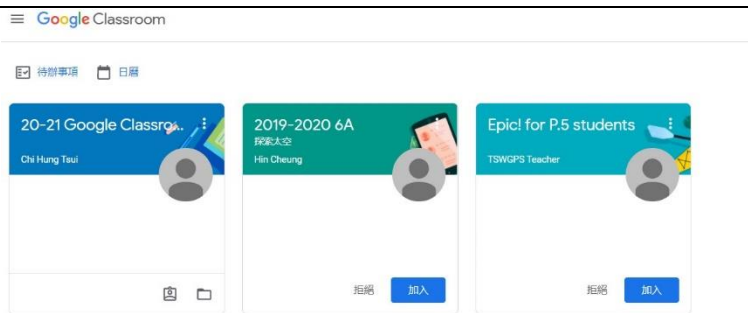 Google Classroom
待辦事項 日曆
20-21 Google Classro...
Chi Hung Tsui
2019-2020 6A
探索太空
Hin Cheung
拒絕 加入
Epic! for P.5 students
TSWGPS Teacher
拒絕 加入